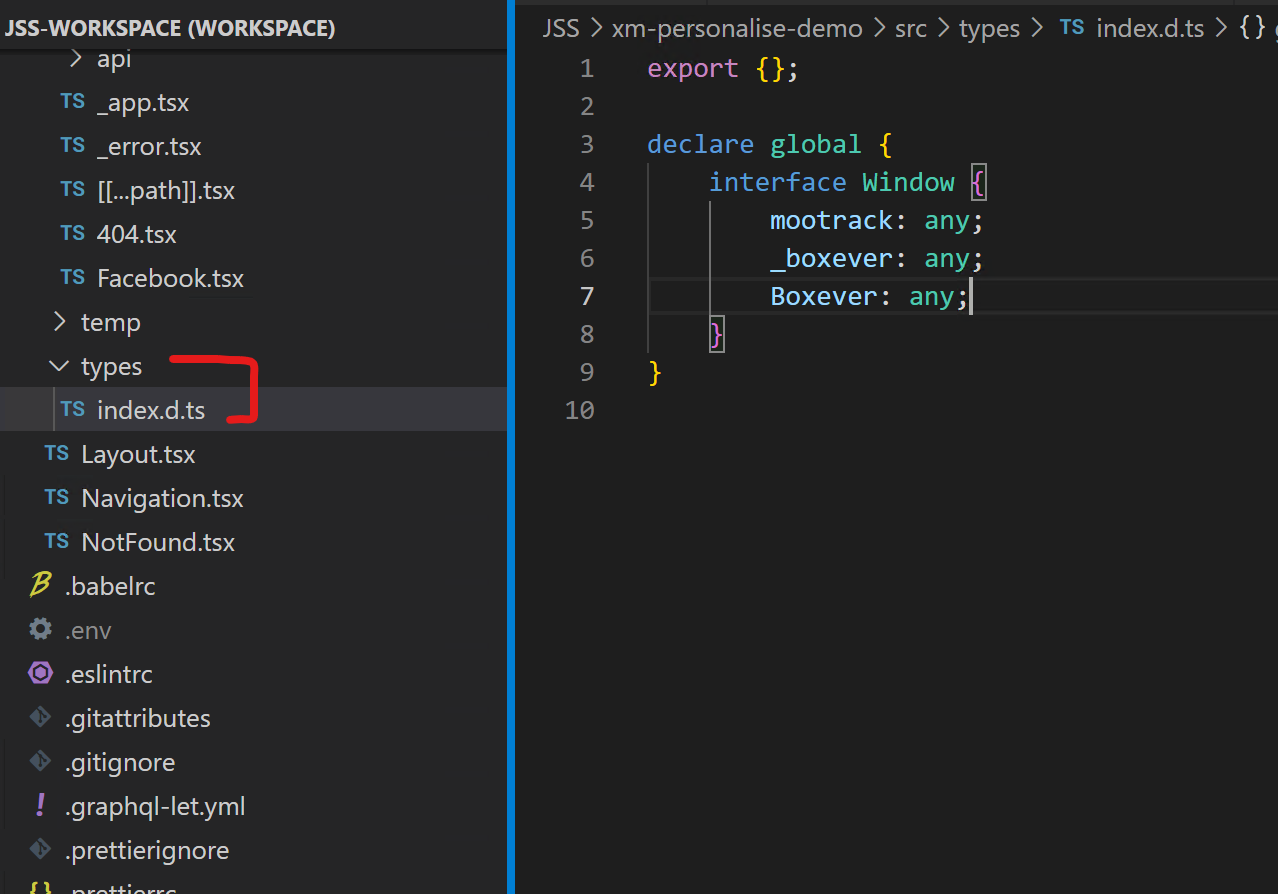 JSS-WORKSPACE (WORKSPACE)
api
TS _app.tsx
TS _error.tsx
TS [[...path]].tsx
TS 404.tsx
TS Facebook.tsx
temp
types
TS index.d.ts
TS Layout.tsx
TS Navigation.tsx
TS NotFound.tsx
.babelrc
.env
.eslintrc
.gitattributes
.gitignore
! .graphql-let.yml
.prettierignore
{} .prettierrc
JSS > xm-personalise-demo > src > types > TS index.d.ts > {}
1 export {};
2
3 declare global {
4 interface Window {
5 mootrack: any;
6 _boxever: any;
7 Boxever: any;
8 }
9 }
10